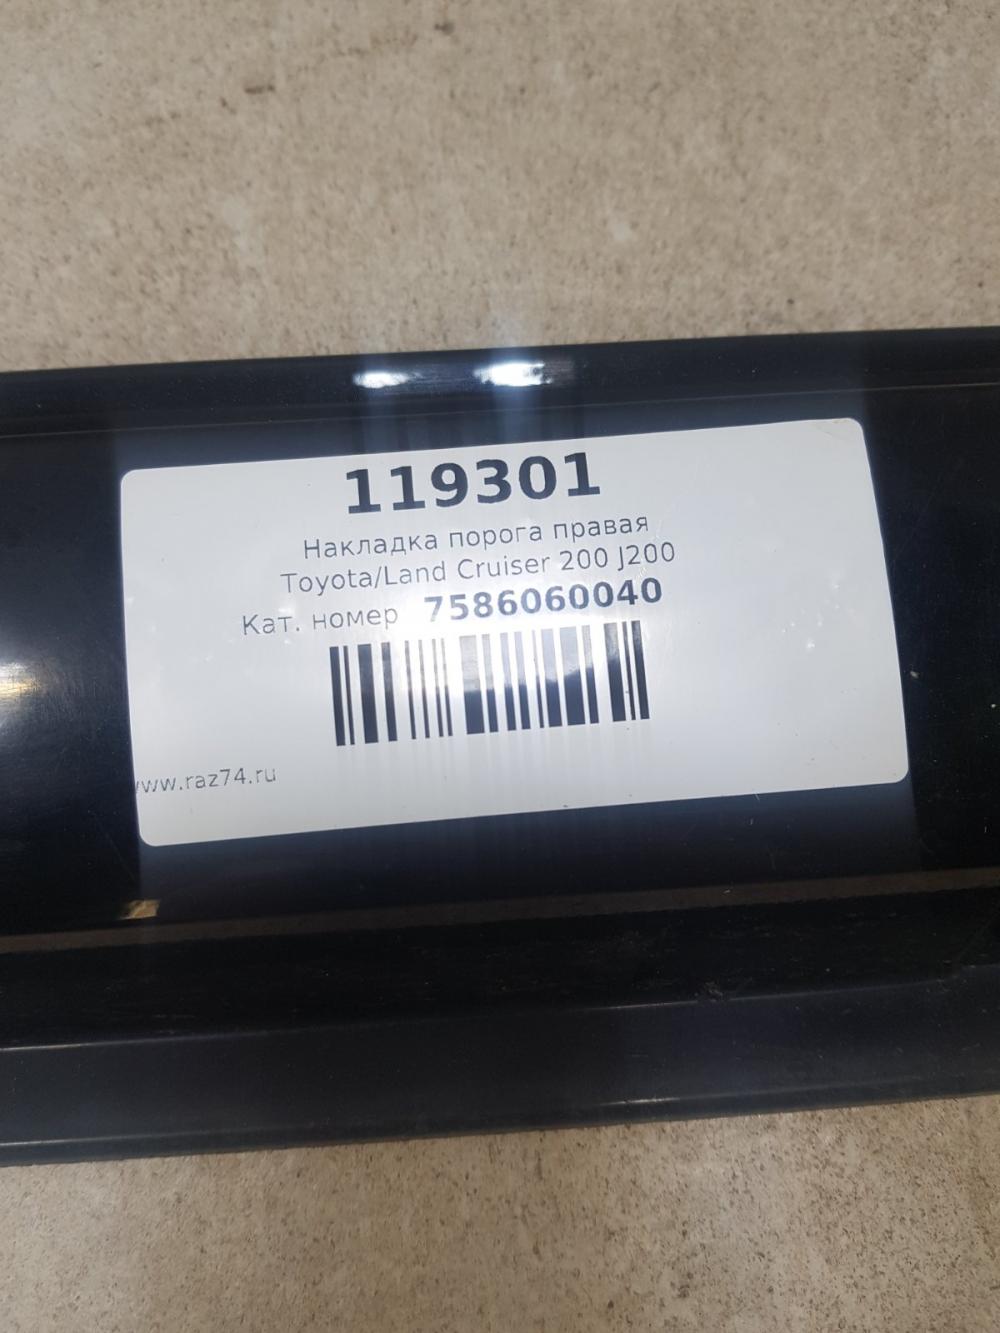 119301
Накладка порога правая
Toyota/Land Cruiser 200 J200
Кат. номер 7586060040
www.raz74.ru